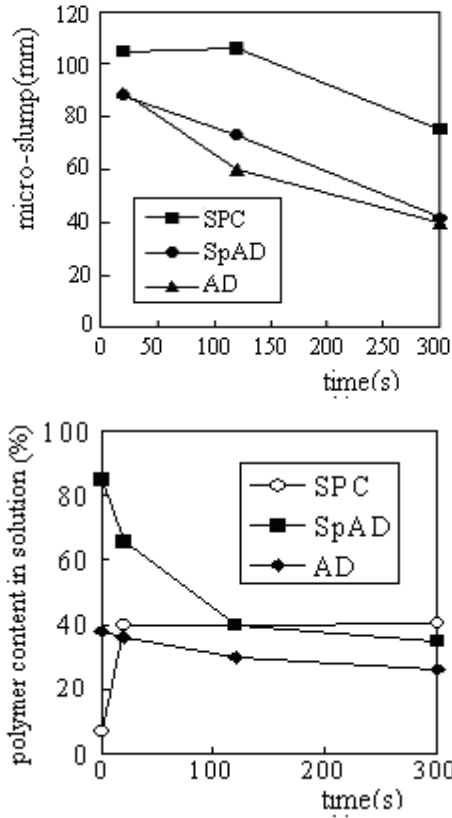 120
100
80
60
40
20
0
micro-slump(mm)
SPC
SpAD
AD
0 50 100 150 200 250 300
time(s)
100
80
60
40
20
0
polymer content in solution (%)
SPC
SpAD
AD
0 100 200 300
time(s)